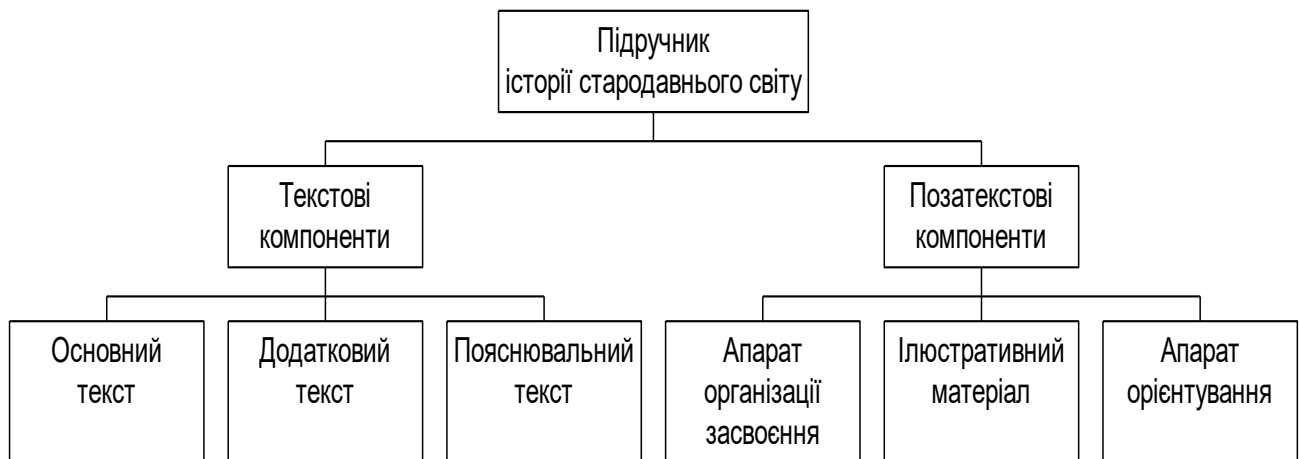 Підручник
історії стародавнього світу
Текстові
компоненти
Позатекстові
компоненти
Основний
текст
Додатковий
текст
Пояснювальний
текст
Апарат
організації
засвоєння
Ілюстративний
матеріал
Апарат
орієнтування